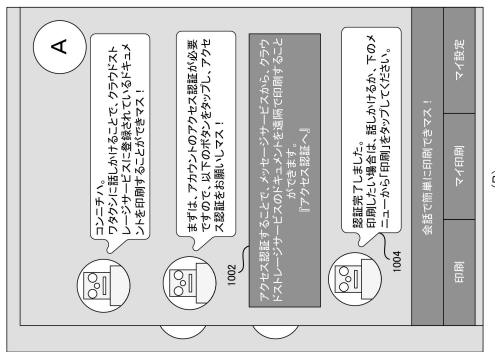 A
コンニチハ。
ワタクシに話しかけることで、クラウドスト
レージサービスに登録されているドキュメ
ントを印刷することができマス!
まずは、アカウントのアクセス認証が必要
ですので、以下のボタンをタップし、アクセ
ス認証をお願いしマス!
1002
アクセス認証することで、メッセージサービスから、クラウ
ドストレージサービスのドキュメントを遠隔で印刷すること
ができます。
『アクセス認証へ』
認証完了しました。
印刷したい場合は、話しかけるか、下のメ
ニューから「印刷」をタップしてください。
1004
会話で簡単に印刷できマス!
印刷
マイ印刷
マイ設定
(B)